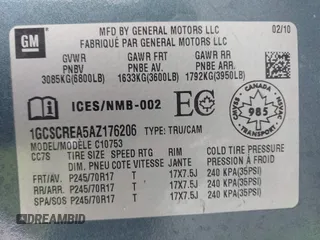 GM
MFD BY GENERAL MOTORS LLC
FABRIQUÉ PAR GENERAL MOTORS LLC
02/10
GVWR GAWR FRT GAWR RR
PNBV PNBE AV PNBE ARR
3085KG(6800LB) 1633KG(3600LB) 1792KG(3950LB)
ICES/NMB-002
EC
CANADA
985
TRANSPORT
1GCSCREA5AZ176206 TYPE: TRU/CAM
MODEL/MODÈLE C10753
CC7S TIRE SIZE SPEED RTG RIM COLD TIRE PRESSURE
DIM. PNEU COTE VITESSE JANTE PRESSION
FRT/AV. P245/70R17 T 17X7.5J 240 KPA(35PSI)
RR/ARR. P245/70R17 T 17X7.5J 240 KPA(35PSI)
SPA P245/70R17 T 17X7.5J 240 KPA(35PSI)
DREAMBID